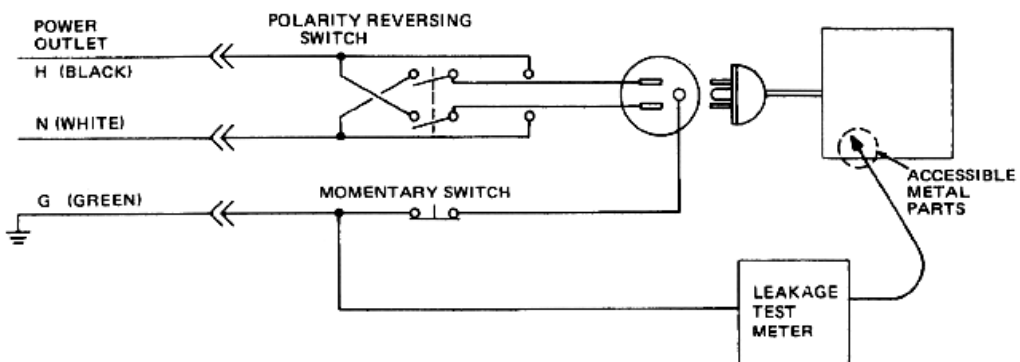 POWER
OUTLET
H (BLACK)
POLARITY REVERSING
SWITCH
N (WHITE)
G (GREEN)
MOMENTARY SWITCH
ACCESSIBLE
METAL
PARTS
LEAKAGE
TEST
METER